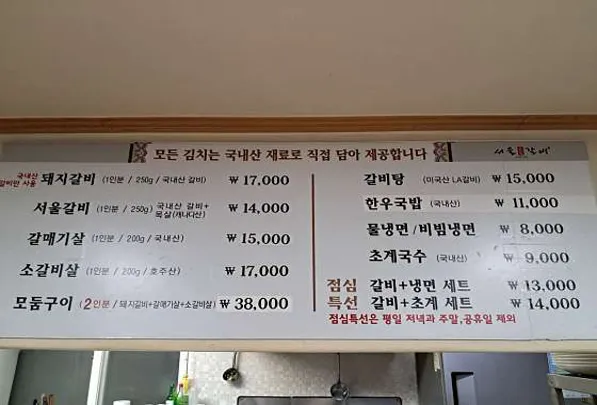 모든 김치는 국내산 재료로 직접 담아 제공합니다
서울갈비
국내산
갈비만 사용
돼지갈비 (1인분 / 250g / 국내산 갈비) ₩ 17,000
서울갈비 (1인분 / 250g) 국내산 갈비+
목살(캐나다산) ₩ 14,000
갈매기살 (1인분 / 200g / 국내산) ₩ 15,000
소갈비살 (1인분 / 200g / 호주산) ₩ 17,000
모둠구이 (2인분 / 돼지갈비+갈매기살+소갈비살) ₩ 38,000
갈비탕 (미국산 LA갈비) ₩ 15,000
한우국밥 (국내산) ₩ 11,000
물냉면 / 비빔냉면 ₩ 8,000
초계국수 (국내산) ₩ 9,000
점심 갈비+냉면 세트 ₩ 13,000
특선 갈비+초계 세트 ₩ 14,000
점심특선은 평일 저녁과 주말,공휴일 제외